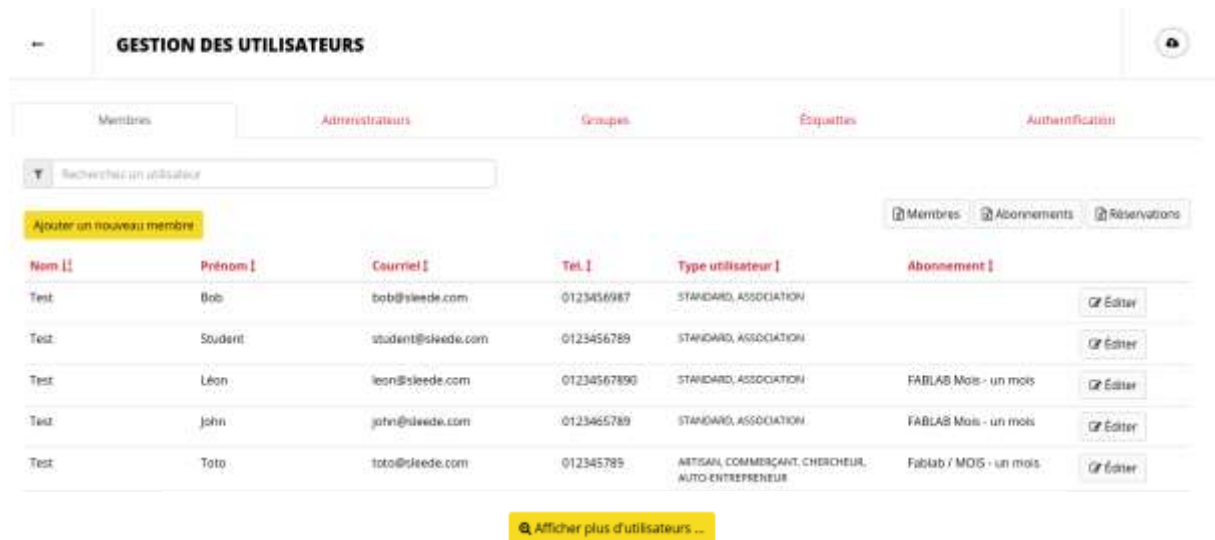 GESTION DES UTILISATEURS
Membres Administrateurs Groupes Étiquettes Authentification
Recherchez un utilisateur
Membres Abonnements Réservations
Ajouter un nouveau membre
Nom Prénom Courriel Tél. Type utilisateur Abonnement
Test Bob bob@sleede.com 0123456987 STANDARD, ASSOCIATION Éditer
Test Student student@sleede.com 0123456789 STANDARD, ASSOCIATION Éditer
Test Léon leon@sleede.com 01234567890 STANDARD, ASSOCIATION FABLAB Mois - un mois Éditer
Test John john@sleede.com 0123465789 STANDARD, ASSOCIATION FABLAB Mois - un mois Éditer
Test Toto toto@sleede.com 012345789 ARTISAN, COMMERÇANT, CHERCHEUR, Fablab / MOIS - un mois Éditer
AUTO-ENTREPRENEUR
Afficher plus d'utilisateurs ...